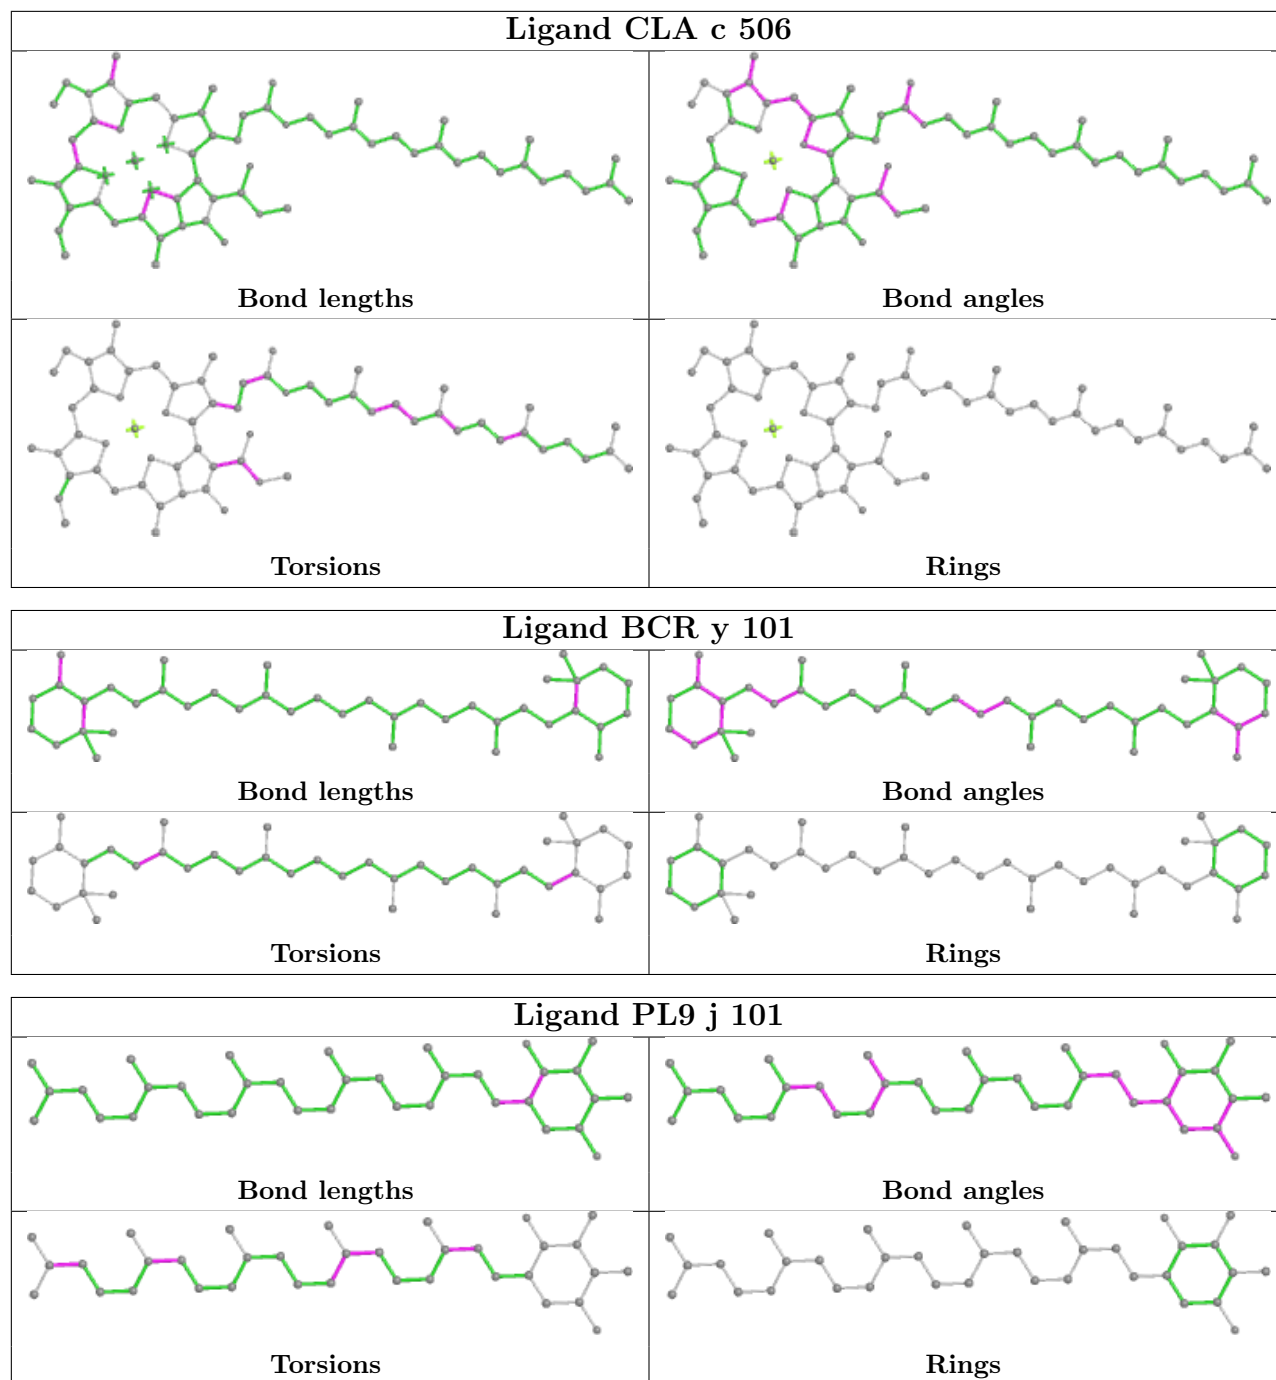 Ligand CLA c 506
Bond lengths
Bond angles
Torsions
Rings
Ligand BCR y 101
Bond lengths
Bond angles
Torsions
Rings
Ligand PL9 j 101
Bond lengths
Bond angles
Torsions
Rings